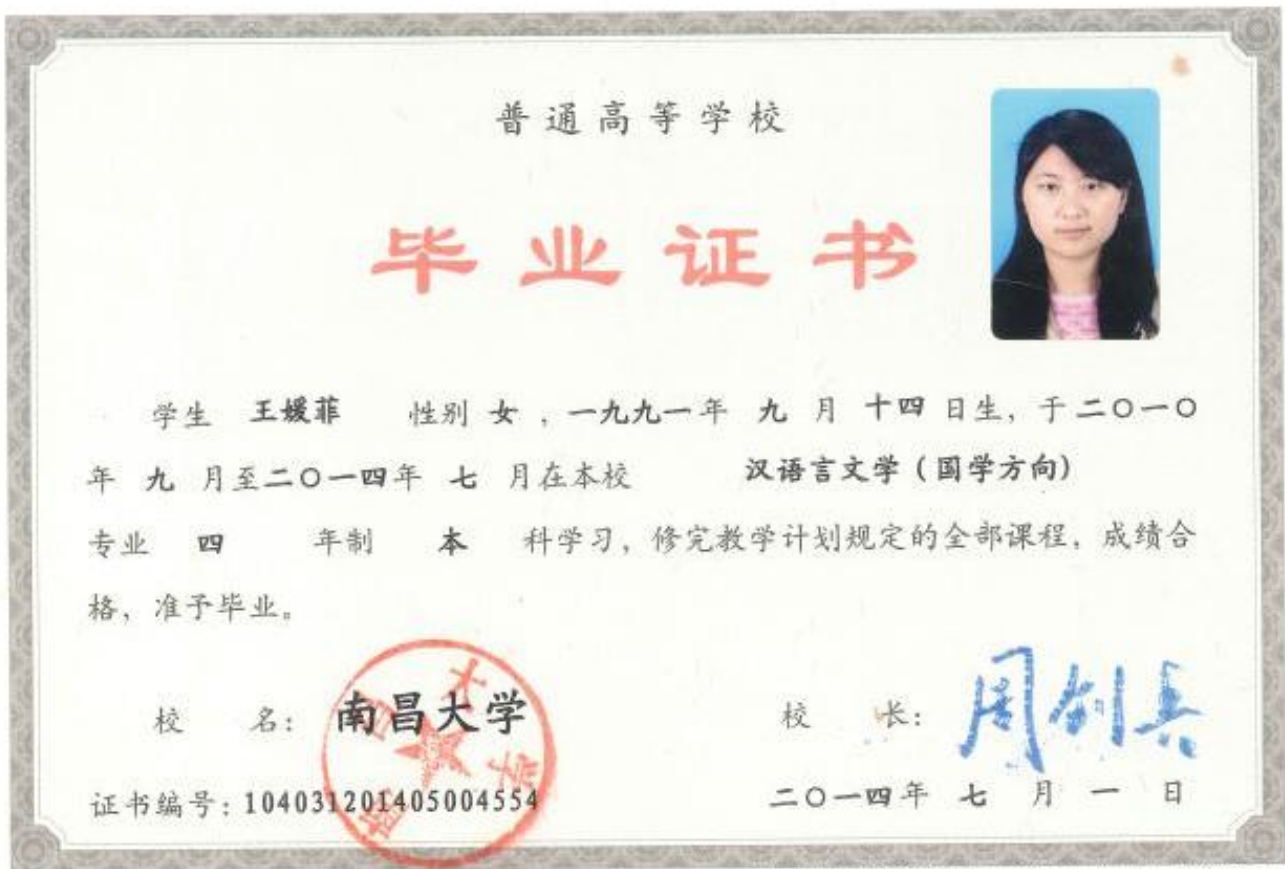 普通高等学校
毕业证书
学生 王媛菲 性别 女，一九九一年 九 月 十四 日生，于二〇一〇
年 九 月至二〇一四年 七 月在本校 汉语言文学（国学方向）
专业 四 年制 本 科学习，修完教学计划规定的全部课程，成绩合
格，准予毕业。
校 名：南昌大学
校 长：周创兵
证书编号：104031201405004554
二〇一四年 七 月 一 日
南昌大学